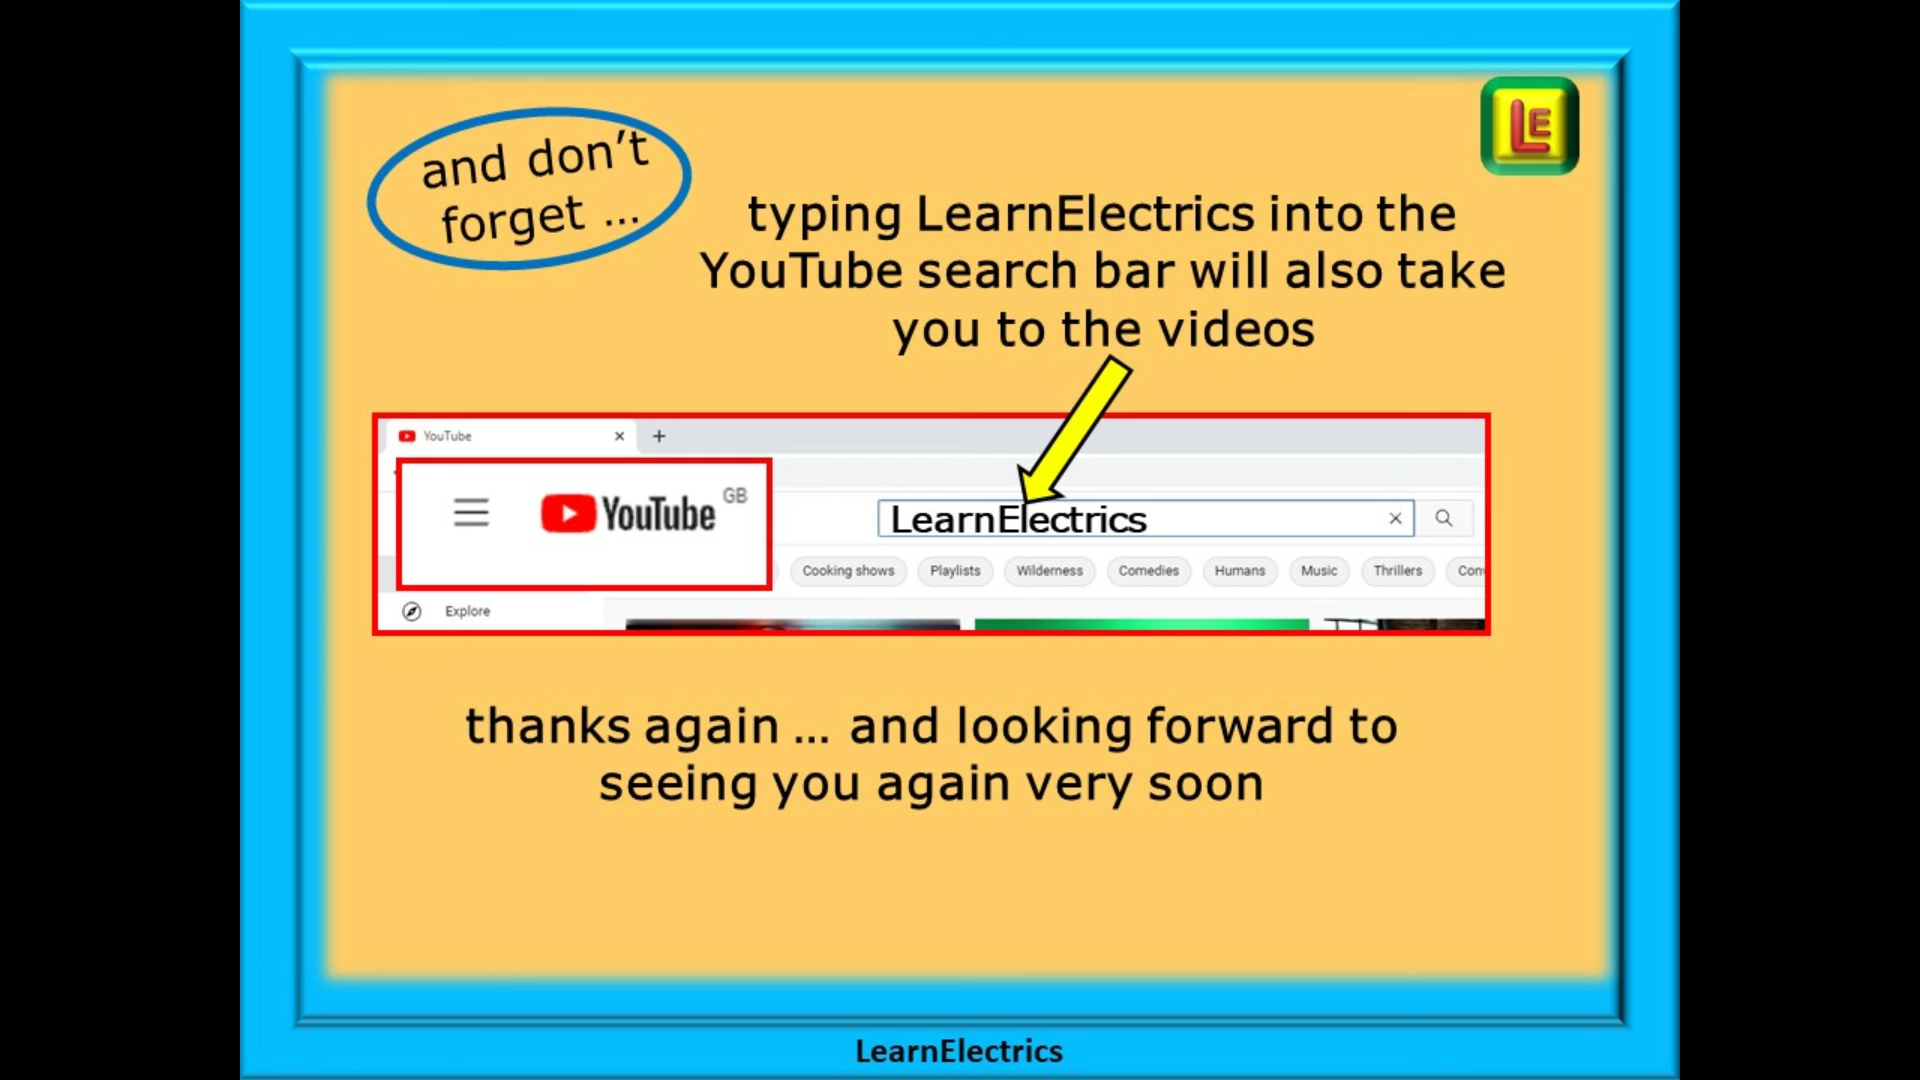 and don't
forget ...
LE
typing LearnElectrics into the
YouTube search bar will also take
you to the videos
YouTube
YouTube GB
LearnElectrics
Cooking shows
Playlists
Wilderness
Comedies
Humans
Music
Thrillers
Explore
thanks again ... and looking forward to
seeing you again very soon
LearnElectrics